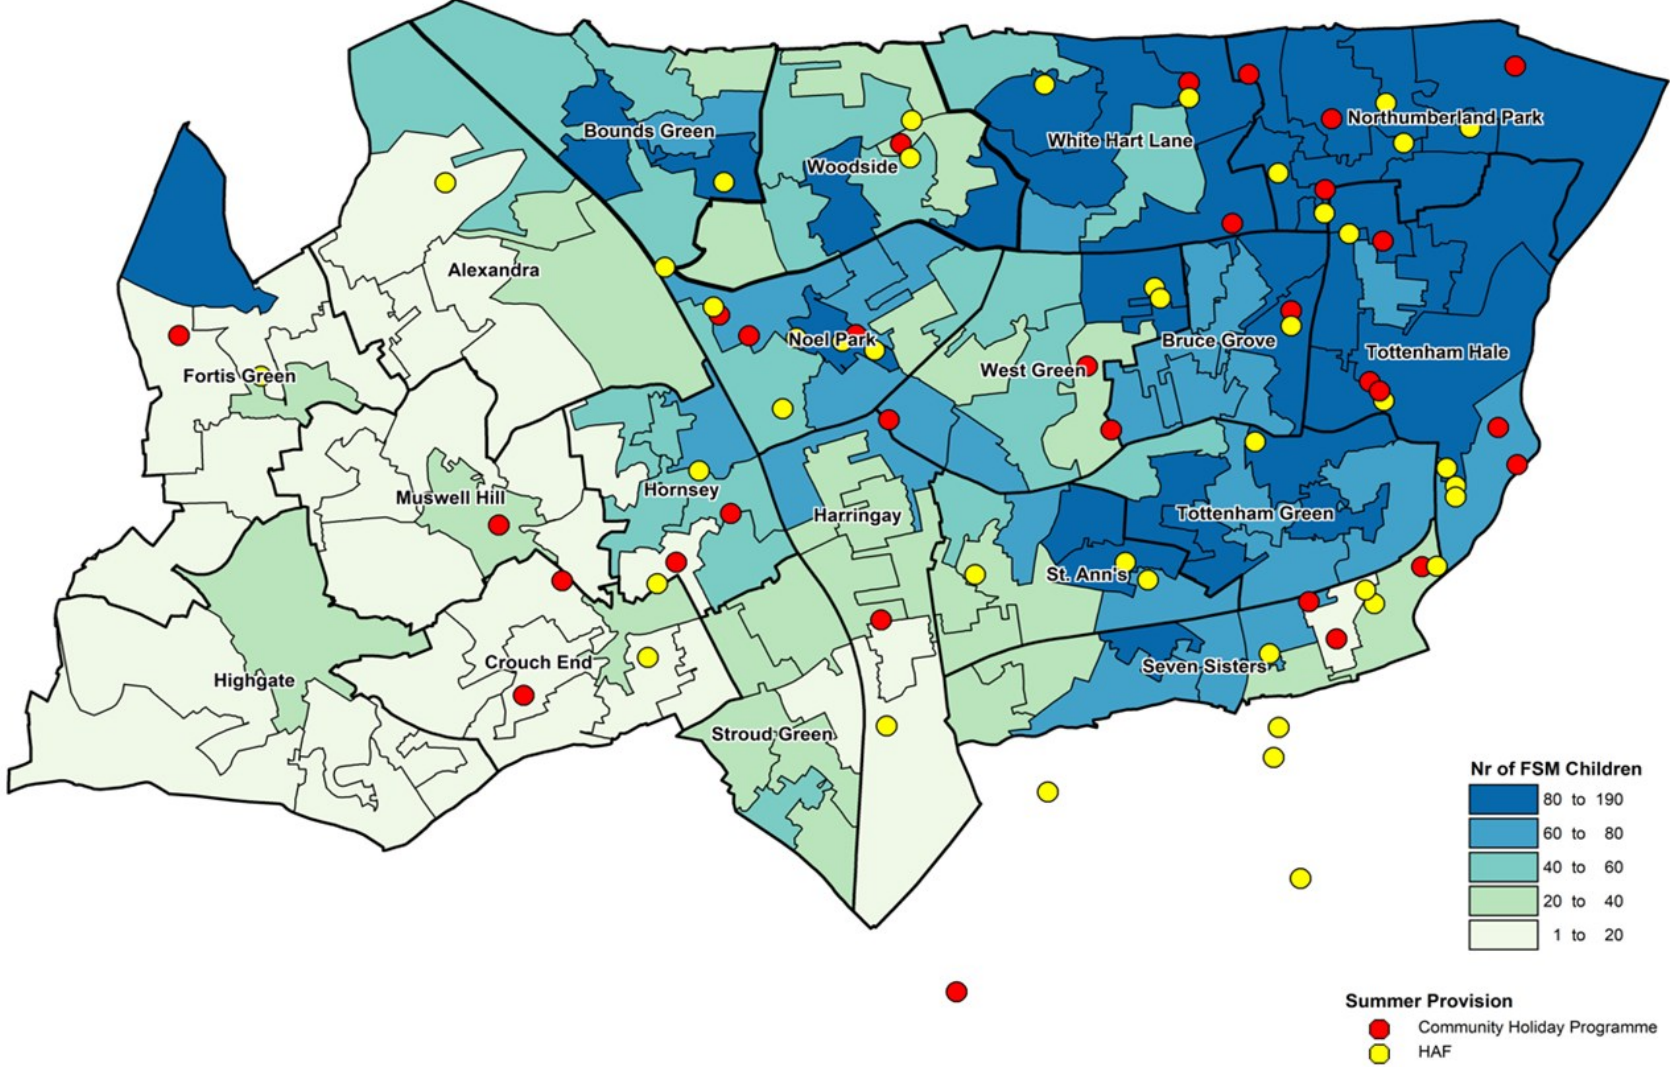 Bounds Green
Woodside
White Hart Lane
Northumberland Park
Alexandra
Noel Park
Bruce Grove
Tottenham Hale
West Green
Fortis Green
Muswell Hill
Hornsey
Harringay
Tottenham Green
St. Ann's
Highgate
Crouch End
Seven Sisters
Stroud Green
Nr of FSM Children
80 to 190
60 to 80
40 to 60
20 to 40
1 to 20
Summer Provision
Community Holiday Programme
HAF